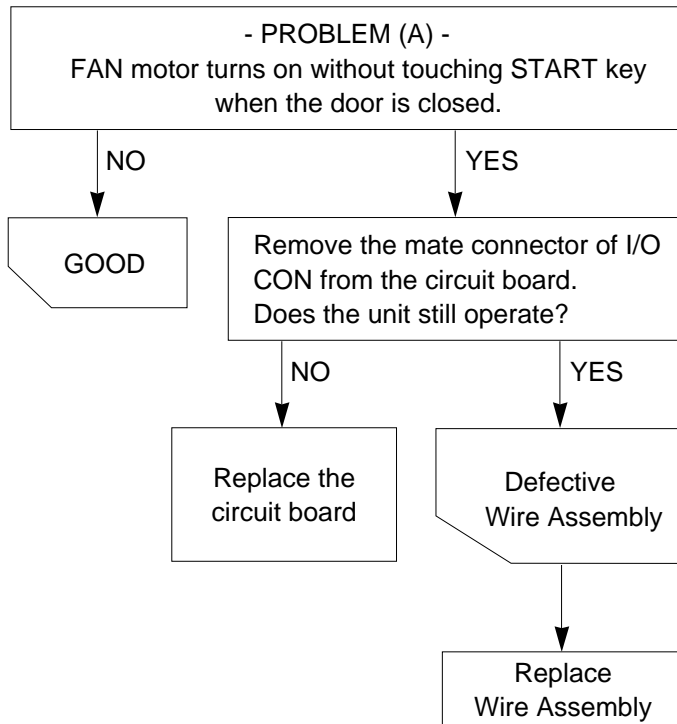 - PROBLEM (A) -
FAN motor turns on without touching START key
when the door is closed.
NO
YES
GOOD
Remove the mate connector of I/O
CON from the circuit board.
Does the unit still operate?
NO
YES
Replace the
circuit board
Defective
Wire Assembly
Replace
Wire Assembly